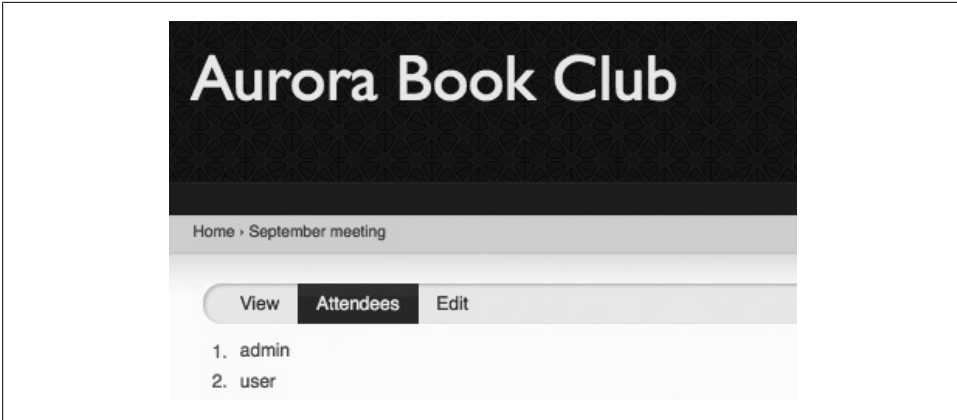 Aurora Book Club
Home › September meeting
View Attendees Edit
1. admin
2. user